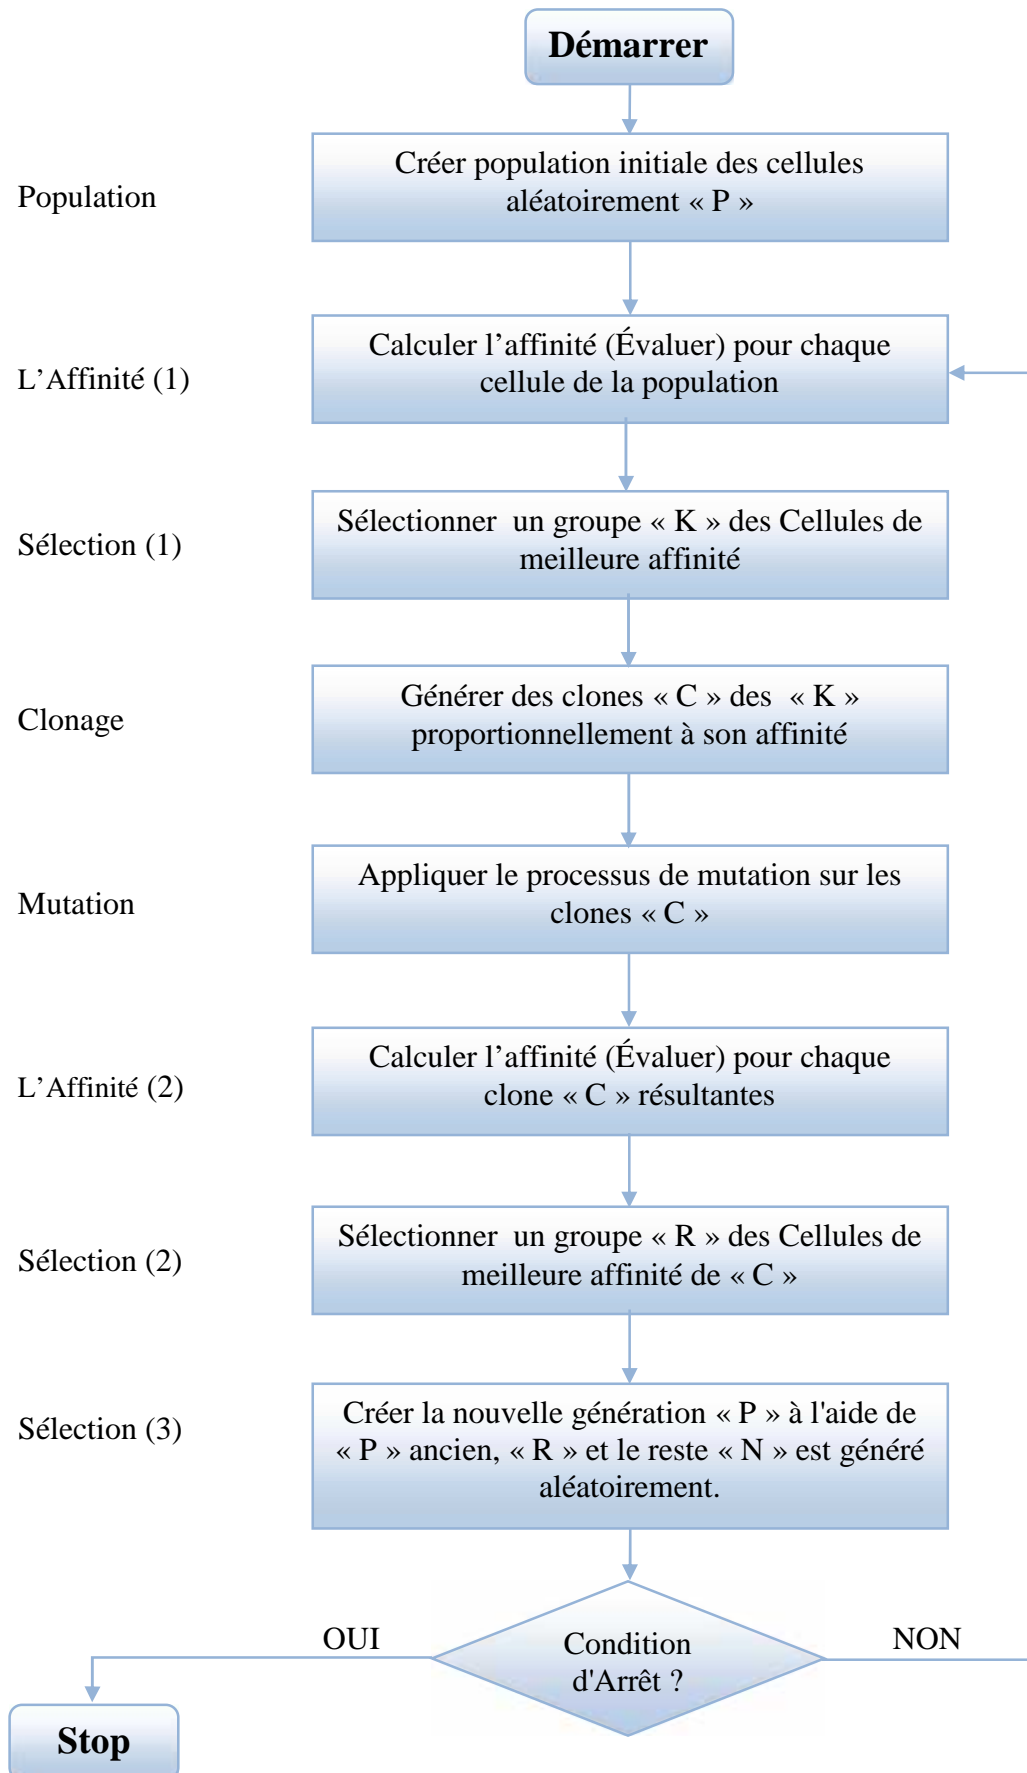 Démarrer
Population
Créer population initiale des cellules
aléatoirement « P »
L’Affinité (1)
Calculer l’affinité (Évaluer) pour chaque
cellule de la population
Sélection (1)
Sélectionner  un groupe « K » des Cellules de
meilleure affinité
Clonage
Générer des clones « C » des  « K »
proportionnellement à son affinité
Mutation
Appliquer le processus de mutation sur les
clones « C »
L’Affinité (2)
Calculer l’affinité (Évaluer) pour chaque
clone « C » résultantes
Sélection (2)
Sélectionner  un groupe « R » des Cellules de
meilleure affinité de « C »
Sélection (3)
Créer la nouvelle génération « P » à l'aide de
« P » ancien, « R » et le reste « N » est généré
aléatoirement.
OUI
Condition
d'Arrêt ?
NON
Stop